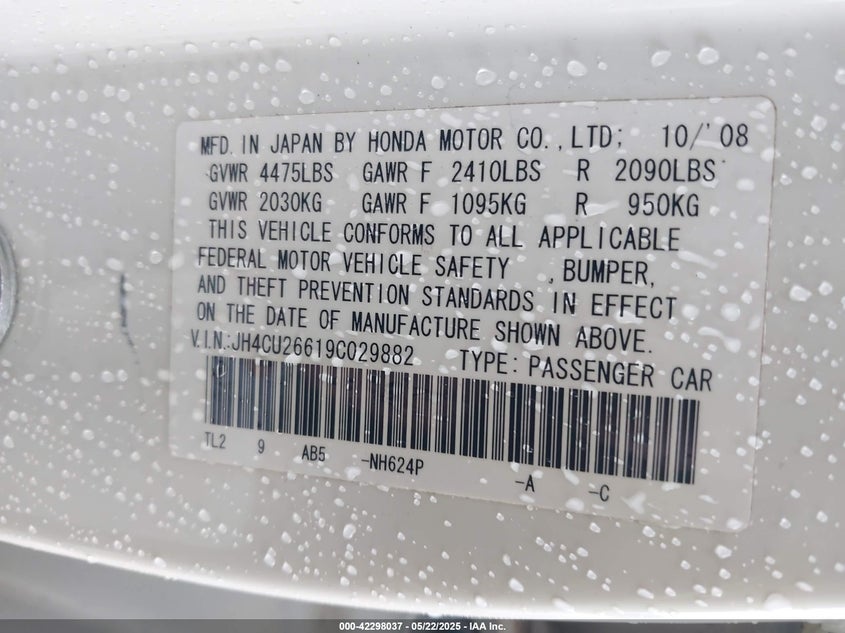 MFD. IN JAPAN BY HONDA MOTOR CO.,LTD; 10/'08
GVWR 4475LBS GAWR F 2410LBS R 2090LBS
GVWR 2030KG GAWR F 1095KG R 950KG
THIS VEHICLE CONFORMS TO ALL APPLICABLE
FEDERAL MOTOR VEHICLE SAFETY , BUMPER,
AND THEFT PREVENTION STANDARDS IN EFFECT
ON THE DATE OF MANUFACTURE SHOWN ABOVE.
V.I.N.:JH4CU26619C029882 TYPE: PASSENGER CAR
TL2 9 AB5 -NH624P -A -C
000-42298037 - 05/22/2025 - IAA Inc.